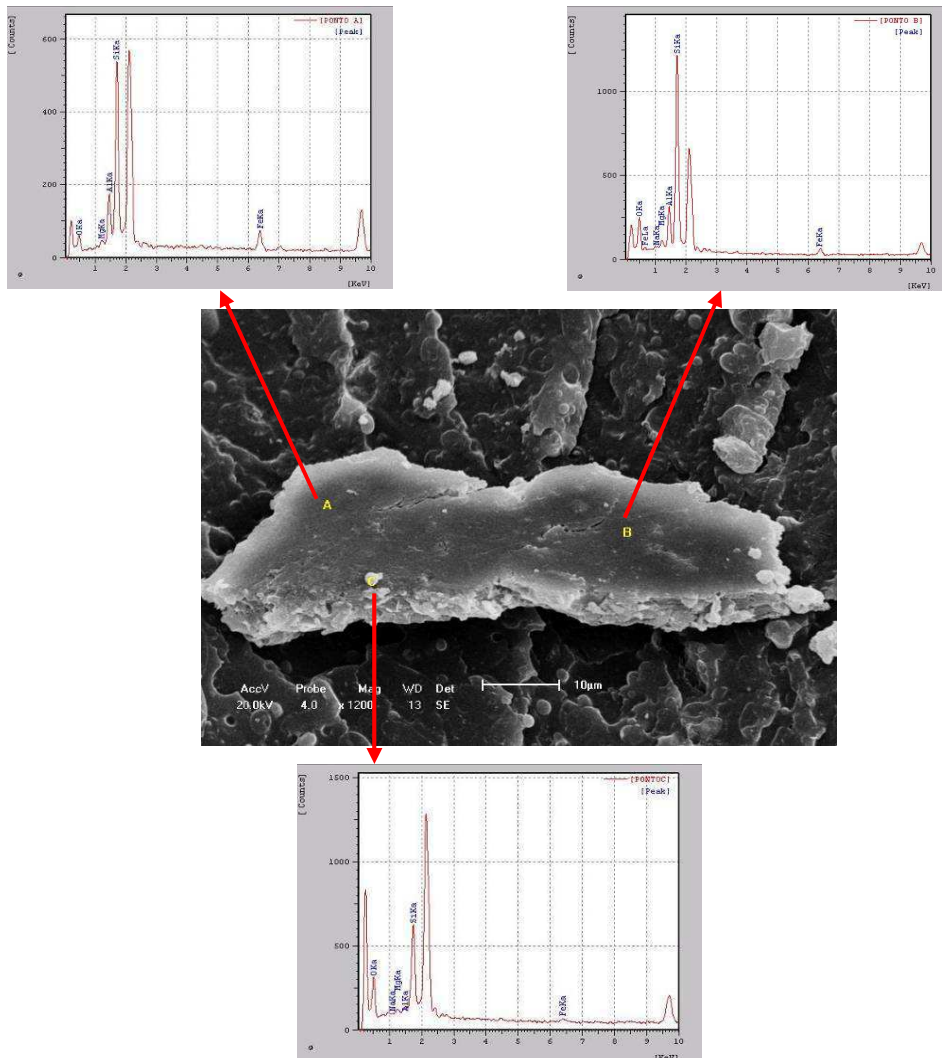 [PONTO A]
[Peak]
[ Counts]
600
400
200
0
OKa
MgKa
AlKa
SiKa
FeKa
1 2 3 4 5 6 7 8 9 10
[KeV]
[PONTO B]
[Peak]
[ Counts]
1000
500
0
OKa
FeLa
NaKa
MgKa
AlKa
SiKa
FeKa
1 2 3 4 5 6 7 8 9 10
[KeV]
A
B
C
AccV Probe Mag WD Det
20.0kV 4.0 x 1200 13 SE
10µm
[PONTOC]
[Peak]
[ Counts]
1500
1000
500
0
OKa
NaKa
MgKa
AlKa
SiKa
FeKa
1 2 3 4 5 6 7 8 9 10
[KeV]